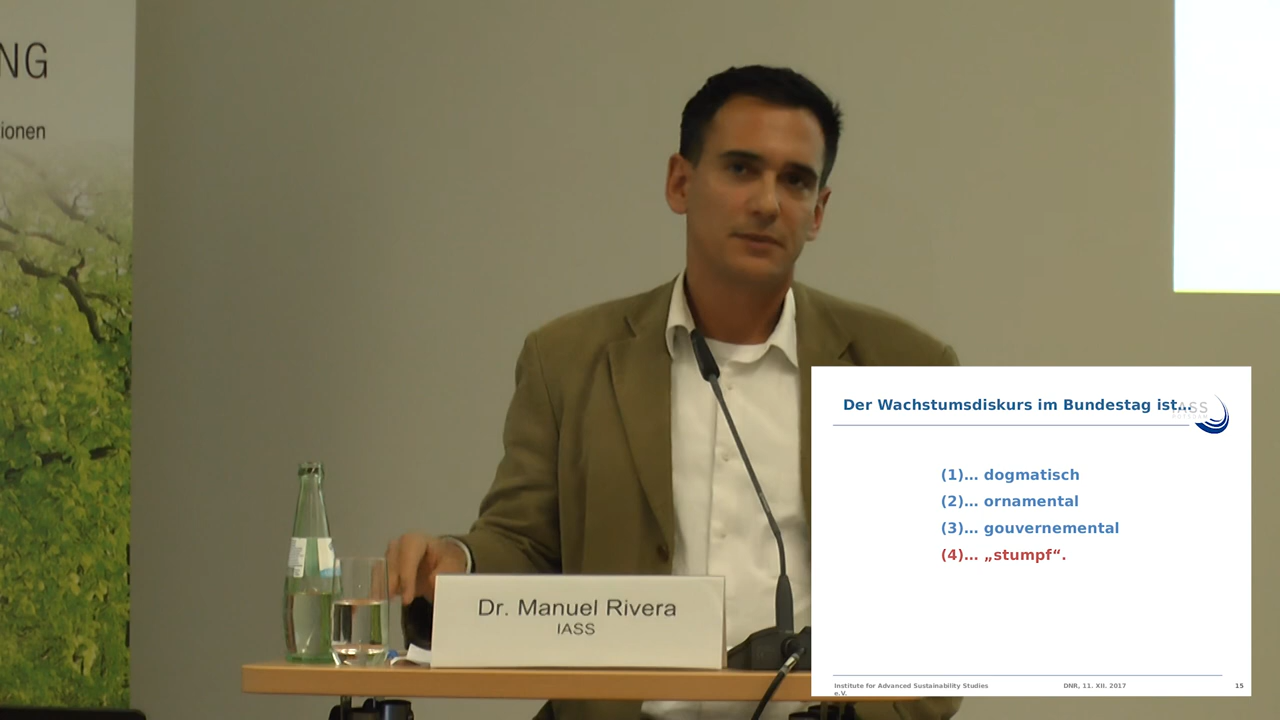 NG
ionen
Dr. Manuel Rivera
IASS
Der Wachstumsdiskurs im Bundestag ist...
(1)... dogmatisch
(2)... ornamental
(3)... gouvernemental
(4)... „stumpf“.
Institute for Advanced Sustainability Studies
e.V.
DNR, 11. XII. 2017
15